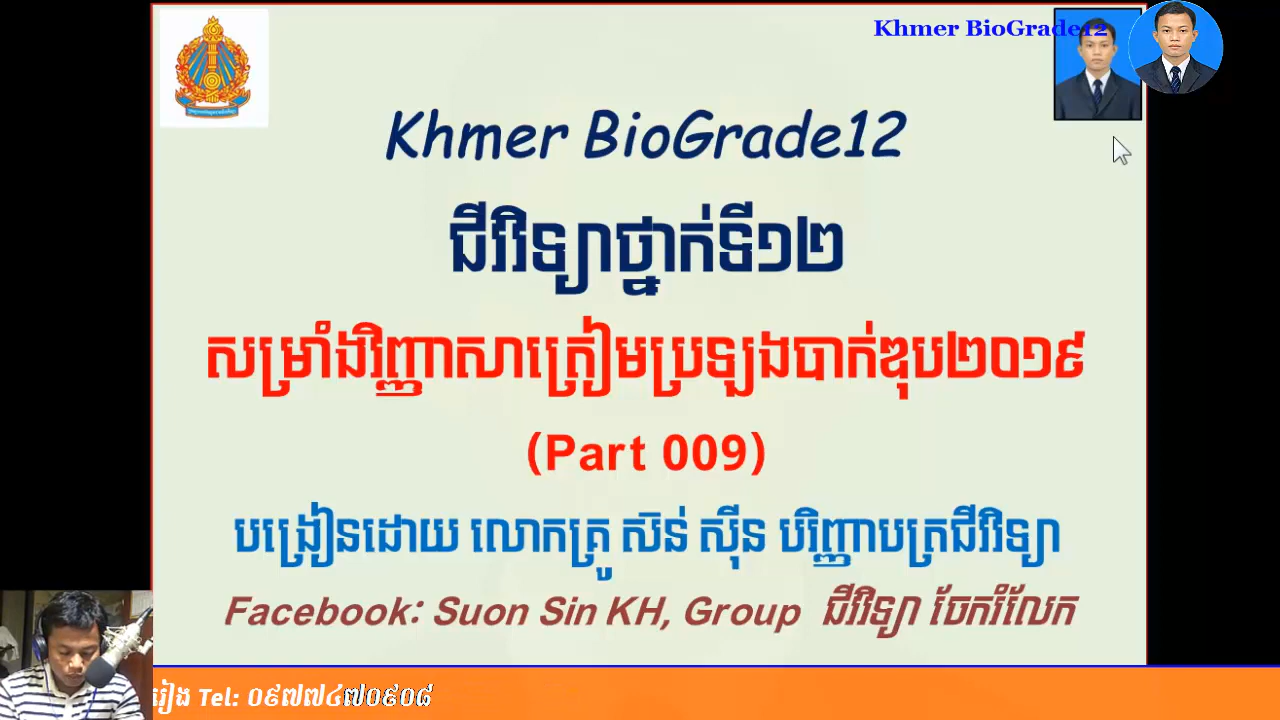 Khmer BioGrade12
Khmer BioGrade12
ជីវវិទ្យាថ្នាក់ទី១២
សម្រាំងវិញ្ញាសាត្រៀមប្រឡងបាក់ឌុប២០១៩
(Part 009)
បង្រៀនដោយ លោកគ្រូ ស៊ន់ ស៊ីន បរិញ្ញាបត្រជីវវិទ្យា
Facebook: Suon Sin KH, Group ជីវវិទ្យា ចែករំលែក
រៀង Tel: ០៩៧៧៤៧០៩០៨